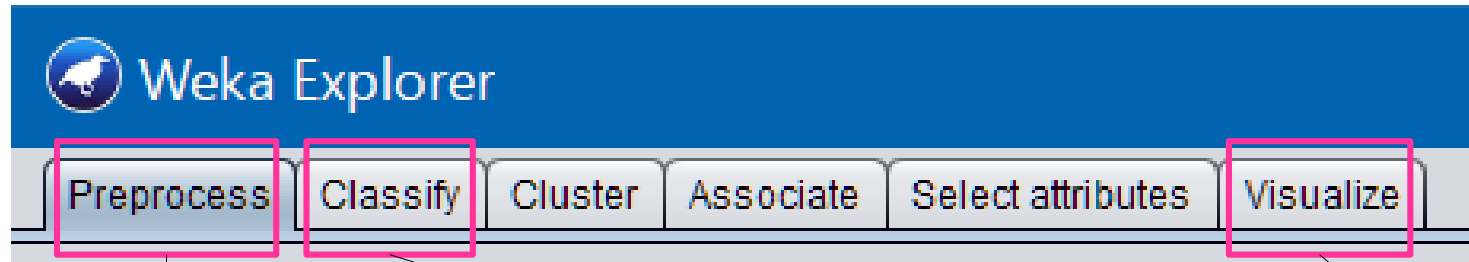 Weka Explorer
Preprocess Classify Cluster Associate Select attributes Visualize